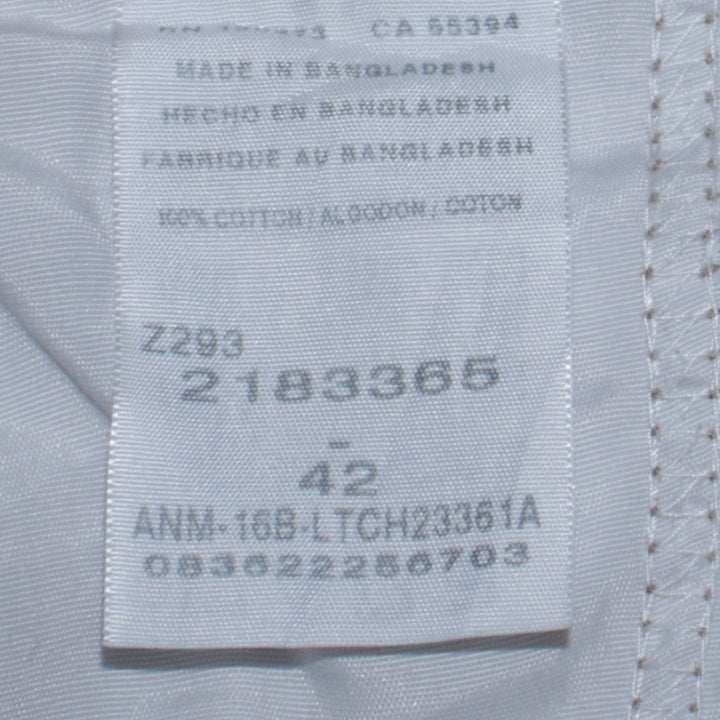 CA 55394
MADE IN BANGLADESH
HECHO EN BANGLADESH
FABRIQUE AU BANGLADESH
100% COTTON / ALGODON / COTON
Z293
2183365
-
42
ANM-16B-LTCH23361A
083622256703